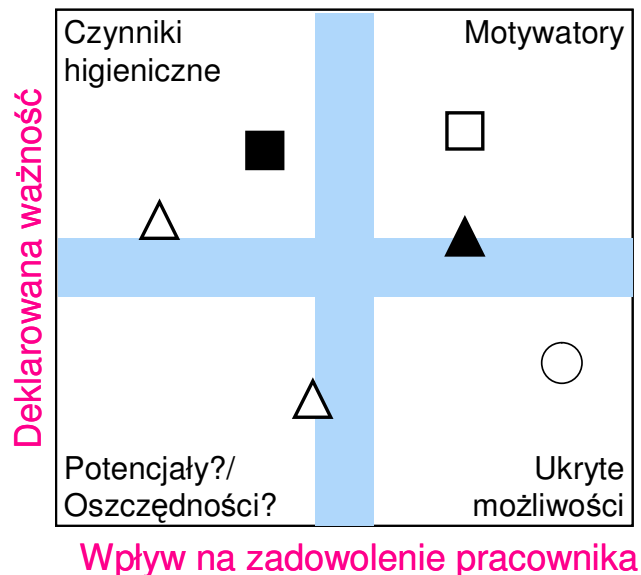 Czynniki
higieniczne
Motywatory
Deklarowana ważność
Potencjały?/
Oszczędności?
Ukryte
możliwości
Wpływ na zadowolenie pracownika